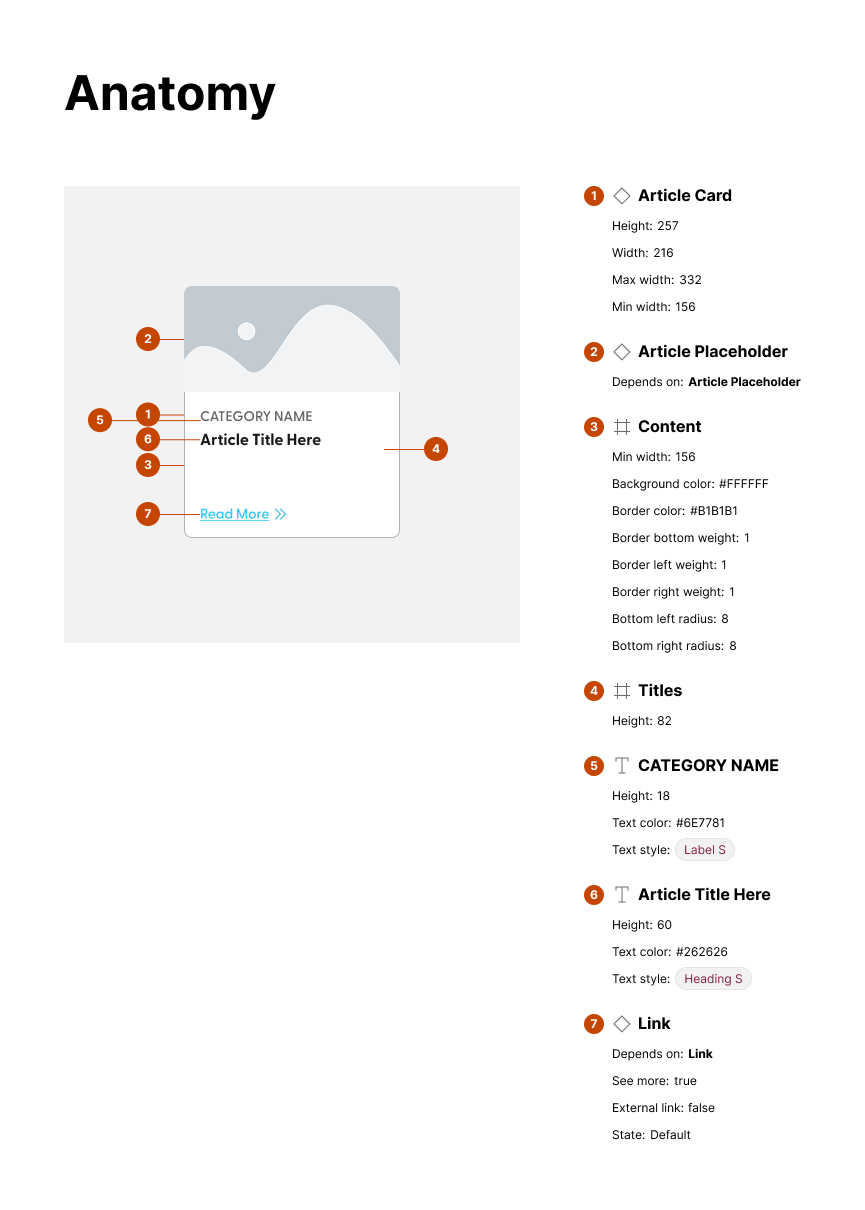 Anatomy
2
1
5
CATEGORY NAME
6
Article Title Here
4
3
7
Read More
1 Article Card
Height: 257
Width: 216
Max width: 332
Min width: 156
2 Article Placeholder
Depends on: Article Placeholder
3 Content
Min width: 156
Background color: #FFFFFF
Border color: #B1B1B1
Border bottom weight: 1
Border left weight: 1
Border right weight: 1
Bottom left radius: 8
Bottom right radius: 8
4 Titles
Height: 82
5 CATEGORY NAME
Height: 18
Text color: #6E7781
Text style: Label S
6 Article Title Here
Height: 60
Text color: #262626
Text style: Heading S
7 Link
Depends on: Link
See more: true
External link: false
State: Default